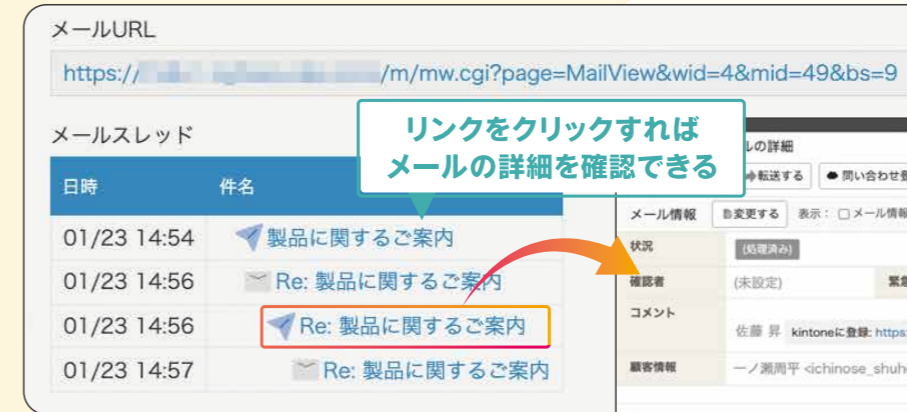 メールURL
https:// /m/mw.cgi?page=MailView&wid=4&mid=49&bs=9
リンクをクリックすれば
メールの詳細を確認できる
メールスレッド
日時 件名
01/23 14:54 製品に関するご案内
01/23 14:56 Re: 製品に関するご案内
01/23 14:56 Re: 製品に関するご案内
01/23 14:57 Re: 製品に関するご案内
ルの詳細
転送する 問い合わせ
メール情報 変更する 表示： メール情報
状況 (処理済み)
確認者 (未設定) 緊
コメント
佐藤 昇 kintoneに登録: https:
顧客情報 一ノ瀬周平 <ichinose_shuh